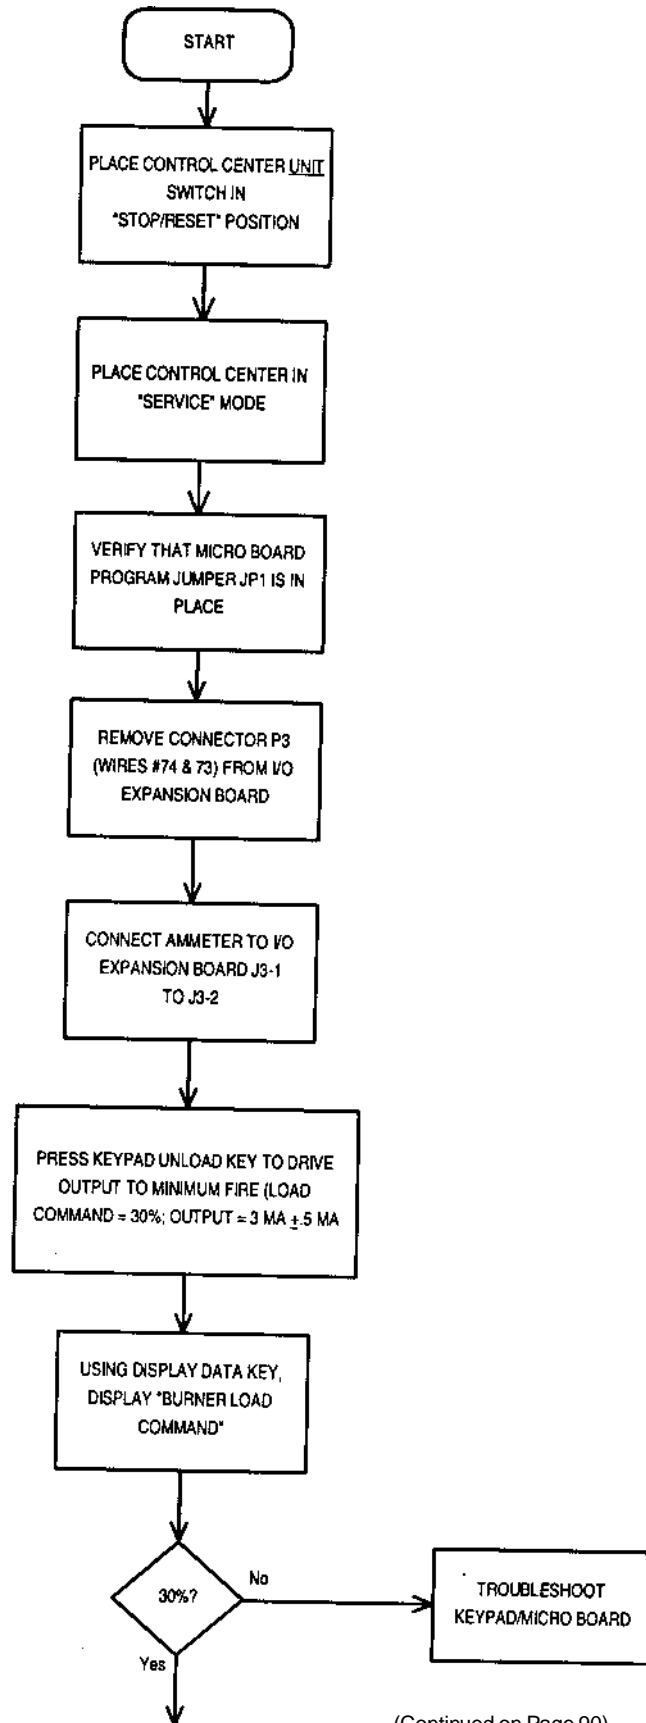 START
PLACE CONTROL CENTER UNIT
SWITCH IN
"STOP/RESET" POSITION
PLACE CONTROL CENTER IN
"SERVICE" MODE
VERIFY THAT MICRO BOARD
PROGRAM JUMPER JP1 IS IN
PLACE
REMOVE CONNECTOR P3
(WIRES #74 & 73) FROM I/O
EXPANSION BOARD
CONNECT AMMETER TO I/O
EXPANSION BOARD J3-1
TO J3-2
PRESS KEYPAD UNLOAD KEY TO DRIVE
OUTPUT TO MINIMUM FIRE (LOAD
COMMAND = 30%; OUTPUT = 3 MA ±.5 MA
USING DISPLAY DATA KEY,
DISPLAY "BURNER LOAD
COMMAND"
30%?
No
TROUBLESHOOT
KEYPAD/MICRO BOARD
Yes
(Continued on Page 90)